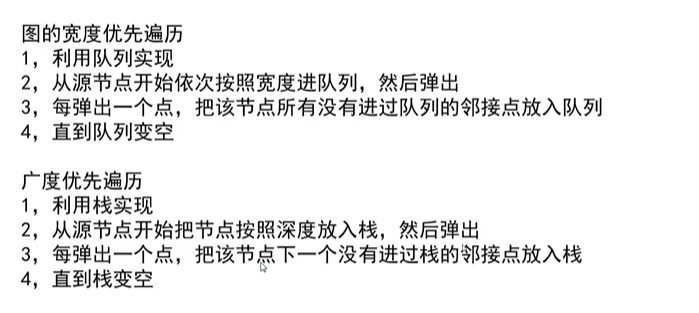 图的宽度优先遍历
1，利用队列实现
2，从源节点开始依次按照宽度进队列，然后弹出
3，每弹出一个点，把该节点所有没有进过队列的邻接点放入队列
4，直到队列变空
广度优先遍历
1，利用栈实现
2，从源节点开始把节点按照深度放入栈，然后弹出
3，每弹出一个点，把该节点下一个没有进过栈的邻接点放入栈
4，直到栈变空